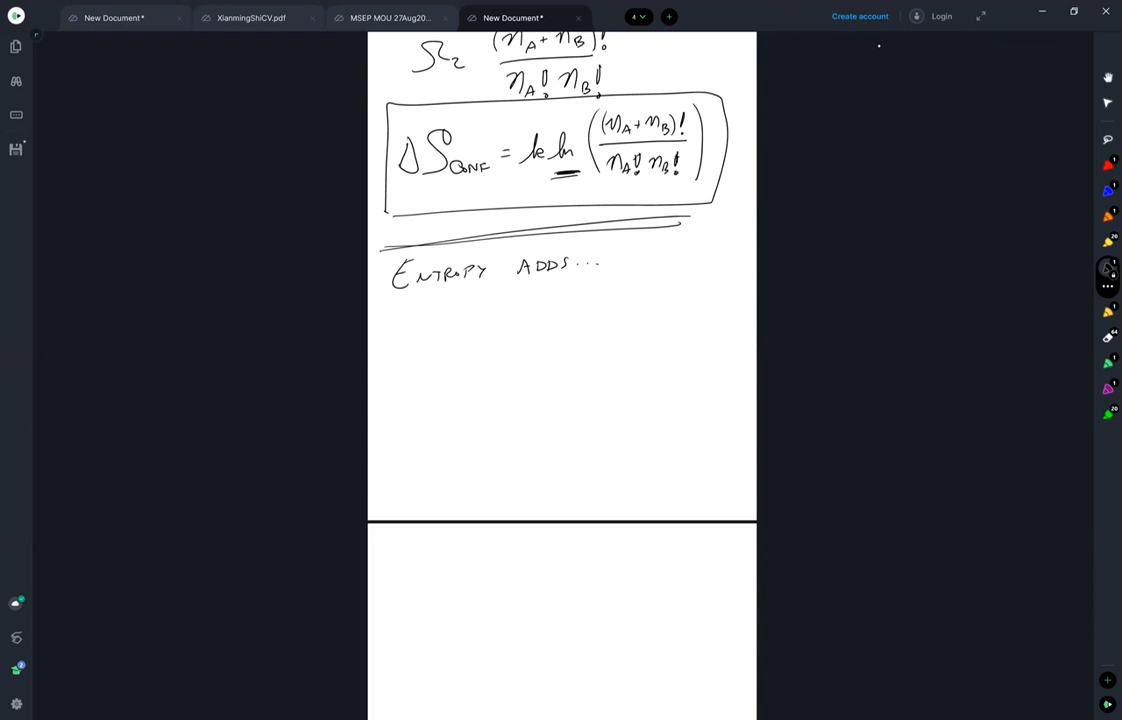 New Document*
XianmingShiCV.pdf
MSEP MOU 27Aug20...
New Document*
4
Create account
Login
Ω₂ (n_A + n_B)! / n_A! n_B!
ΔS_CONF = k ln ( (n_A + n_B)! / n_A! n_B! )
ENTROPY ADDS...